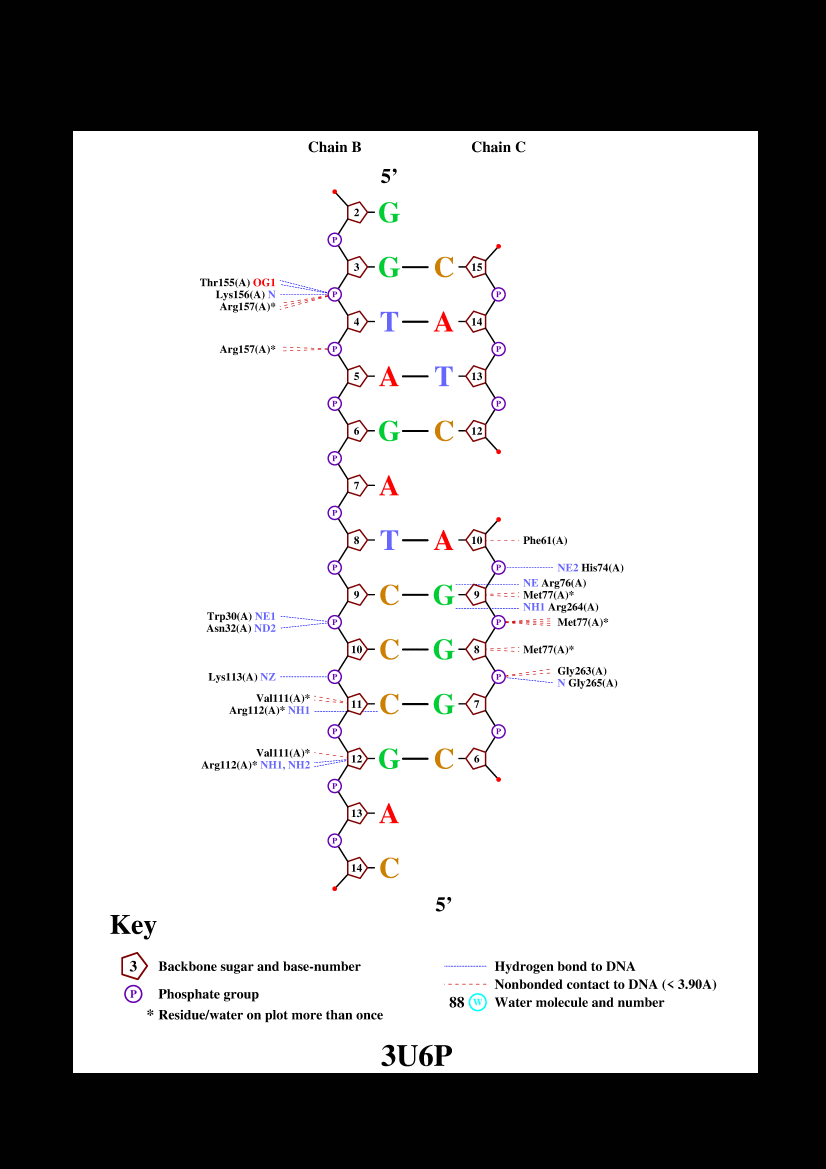 Chain B Chain C
5’
2 G
P
3 G C 15
Thr155(A) OG1
Lys156(A) N P P
Arg157(A)*
4 T A 14
Arg157(A)* P P
5 A T 13
P P
6 G C 12
P
7 A
P
8 T A 10 Phe61(A)
P P NE2 His74(A)
NE Arg76(A)
9 C G 9 Met77(A)*
NH1 Arg264(A)
Trp30(A) NE1 P P Met77(A)*
Asn32(A) ND2
10 C G 8 Met77(A)*
Gly263(A)
Lys113(A) NZ P P
N Gly265(A)
Val111(A)*
11 C G 7
Arg112(A)* NH1
P P
Val111(A)*
12 G C 6
Arg112(A)* NH1, NH2
P
13 A
P
14 C
5’
Key
3 Backbone sugar and base-number
P Phosphate group
* Residue/water on plot more than once
Hydrogen bond to DNA
Nonbonded contact to DNA (< 3.90A)
88 W Water molecule and number
3U6P